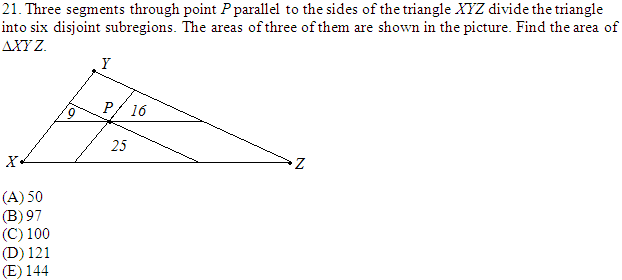 21. Three segments through point P parallel to the sides of the triangle XYZ divide the triangle
into six disjoint subregions. The areas of three of them are shown in the picture. Find the area of
ΔXYZ.
Y
9 P 16
25
X Z
(A) 50
(B) 97
(C) 100
(D) 121
(E) 144